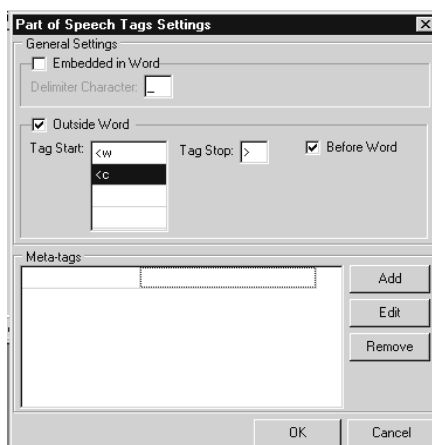 Part of Speech Tags Settings
General Settings
Embedded in Word
Delimiter Character: _
Outside Word
Tag Start: <w Tag Stop: > Before Word
<c
Meta-tags
Add
Edit
Remove
OK Cancel